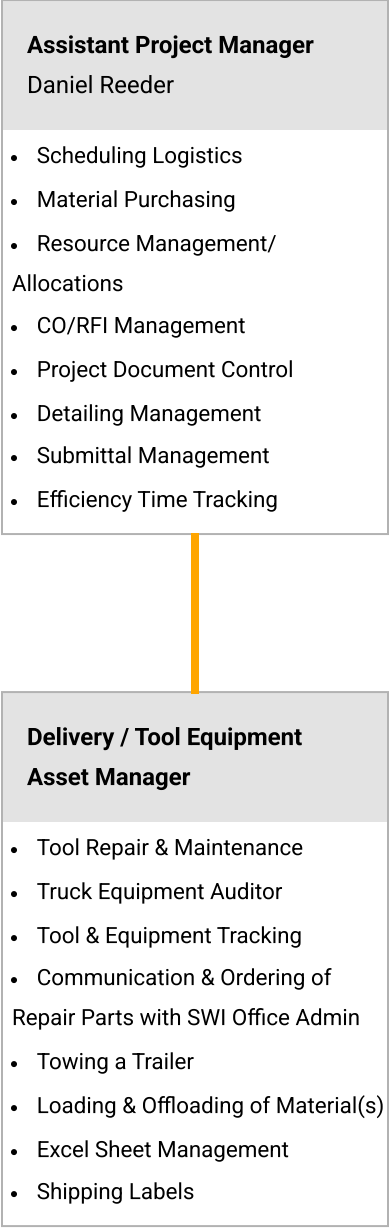 Assistant Project Manager
Daniel Reeder
• Scheduling Logistics
• Material Purchasing
• Resource Management/
Allocations
• CO/RFI Management
• Project Document Control
• Detailing Management
• Submittal Management
• Efficiency Time Tracking
Delivery / Tool Equipment
Asset Manager
• Tool Repair & Maintenance
• Truck Equipment Auditor
• Tool & Equipment Tracking
• Communication & Ordering of
Repair Parts with SWI Office Admin
• Towing a Trailer
• Loading & Offloading of Material(s)
• Excel Sheet Management
• Shipping Labels